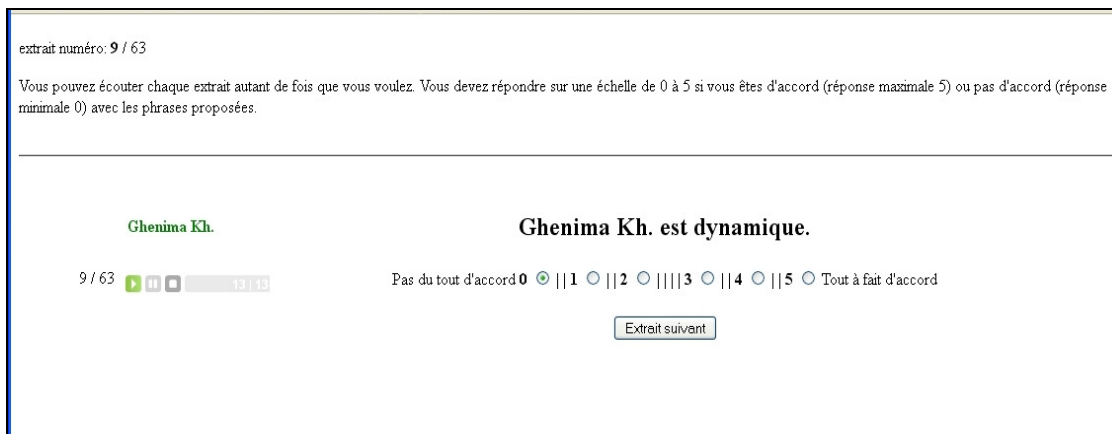 extrait numéro: 9 / 63
Vous pouvez écouter chaque extrait autant de fois que vous voulez. Vous devez répondre sur une échelle de 0 à 5 si vous êtes d'accord (réponse maximale 5) ou pas d'accord (réponse
minimale 0) avec les phrases proposées.
Ghenima Kh.
Ghenima Kh. est dynamique.
9 / 63 13 | 13
Pas du tout d'accord 0 ||1 ||2 ||||3 ||4 ||5 Tout à fait d'accord
Extrait suivant